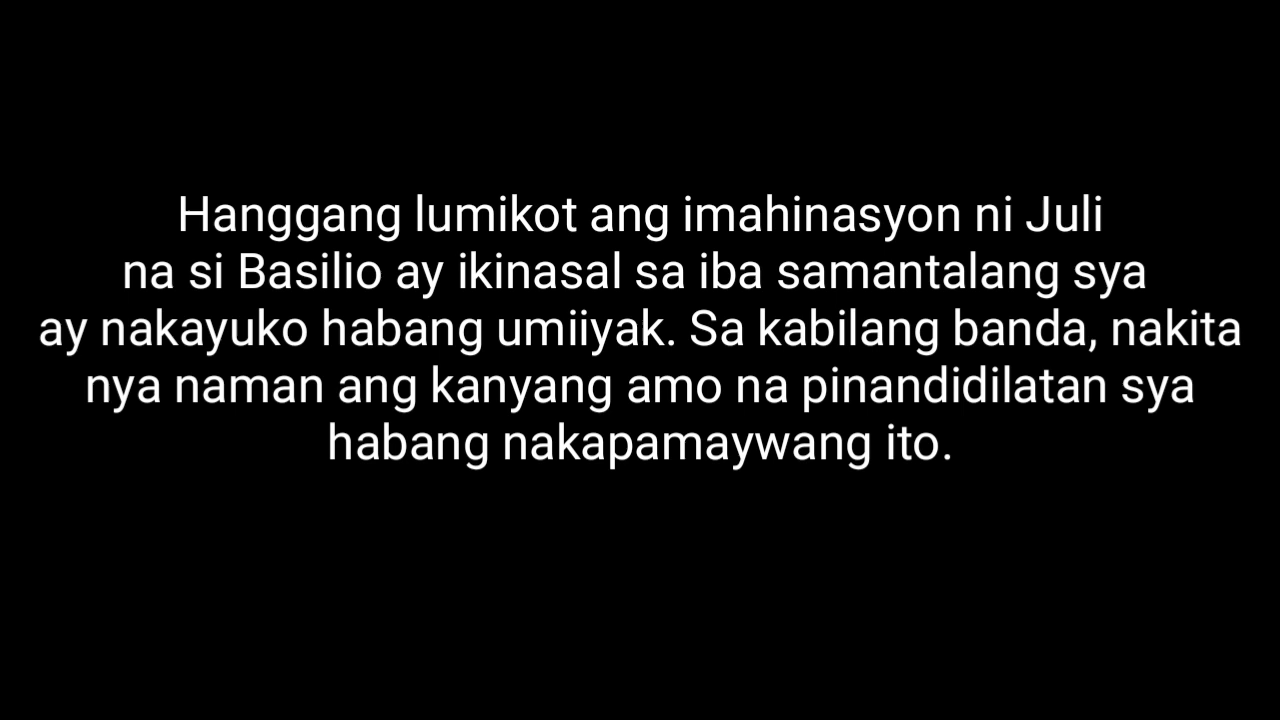 Hanggang lumikot ang imahinasyon ni Juli
na si Basilio ay ikinasal sa iba samantalang sya
ay nakayuko habang umiiyak. Sa kabilang banda, nakita
nya naman ang kanyang amo na pinandidilatan sya
habang nakapamaywang ito.